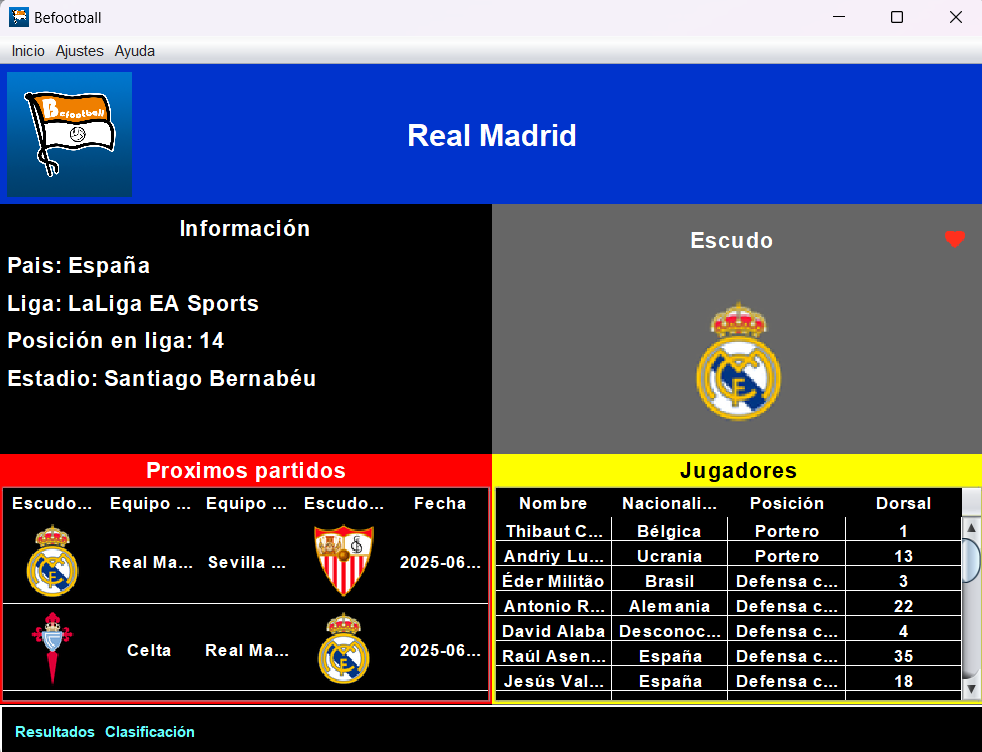 Befootball
Inicio Ajustes Ayuda
Befootball
Real Madrid
Información
Pais: España
Liga: LaLiga EA Sports
Posición en liga: 14
Estadio: Santiago Bernabéu
Escudo
Proximos partidos
Escudo... Equipo ... Equipo ... Escudo... Fecha
Real Ma... Sevilla ... 2025-06...
Celta Real Ma... 2025-06...
Jugadores
Nombre Nacionali... Posición Dorsal
Thibaut C... Bélgica Portero 1
Andriy Lu... Ucrania Portero 13
Éder Militão Brasil Defensa c... 3
Antonio R... Alemania Defensa c... 22
David Alaba Desconoc... Defensa c... 4
Raúl Asen... España Defensa c... 35
Jesús Val... España Defensa c... 18
Resultados Clasificación